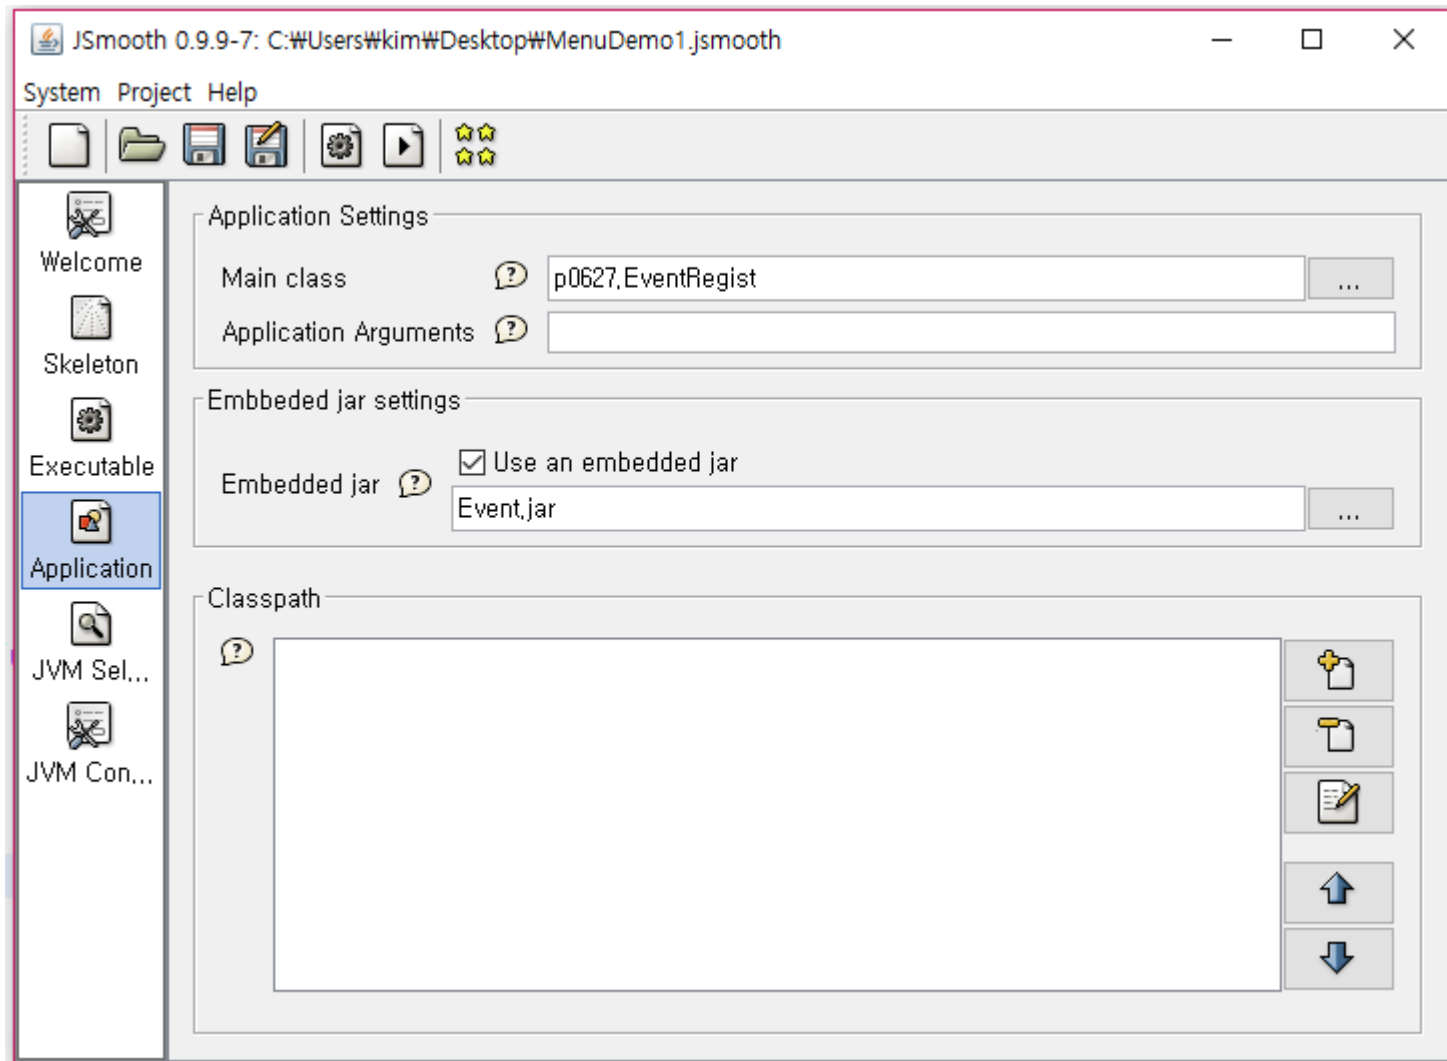 JSmooth 0.9.9-7: C:₩Users₩kim₩Desktop₩MenuDemo1.jsmooth
System Project Help
Welcome
Skeleton
Executable
Application
JVM Sel...
JVM Con...
Application Settings
Main class p0627.EventRegist ...
Application Arguments
Embbeded jar settings
Use an embedded jar
Embedded jar
Event.jar ...
Classpath